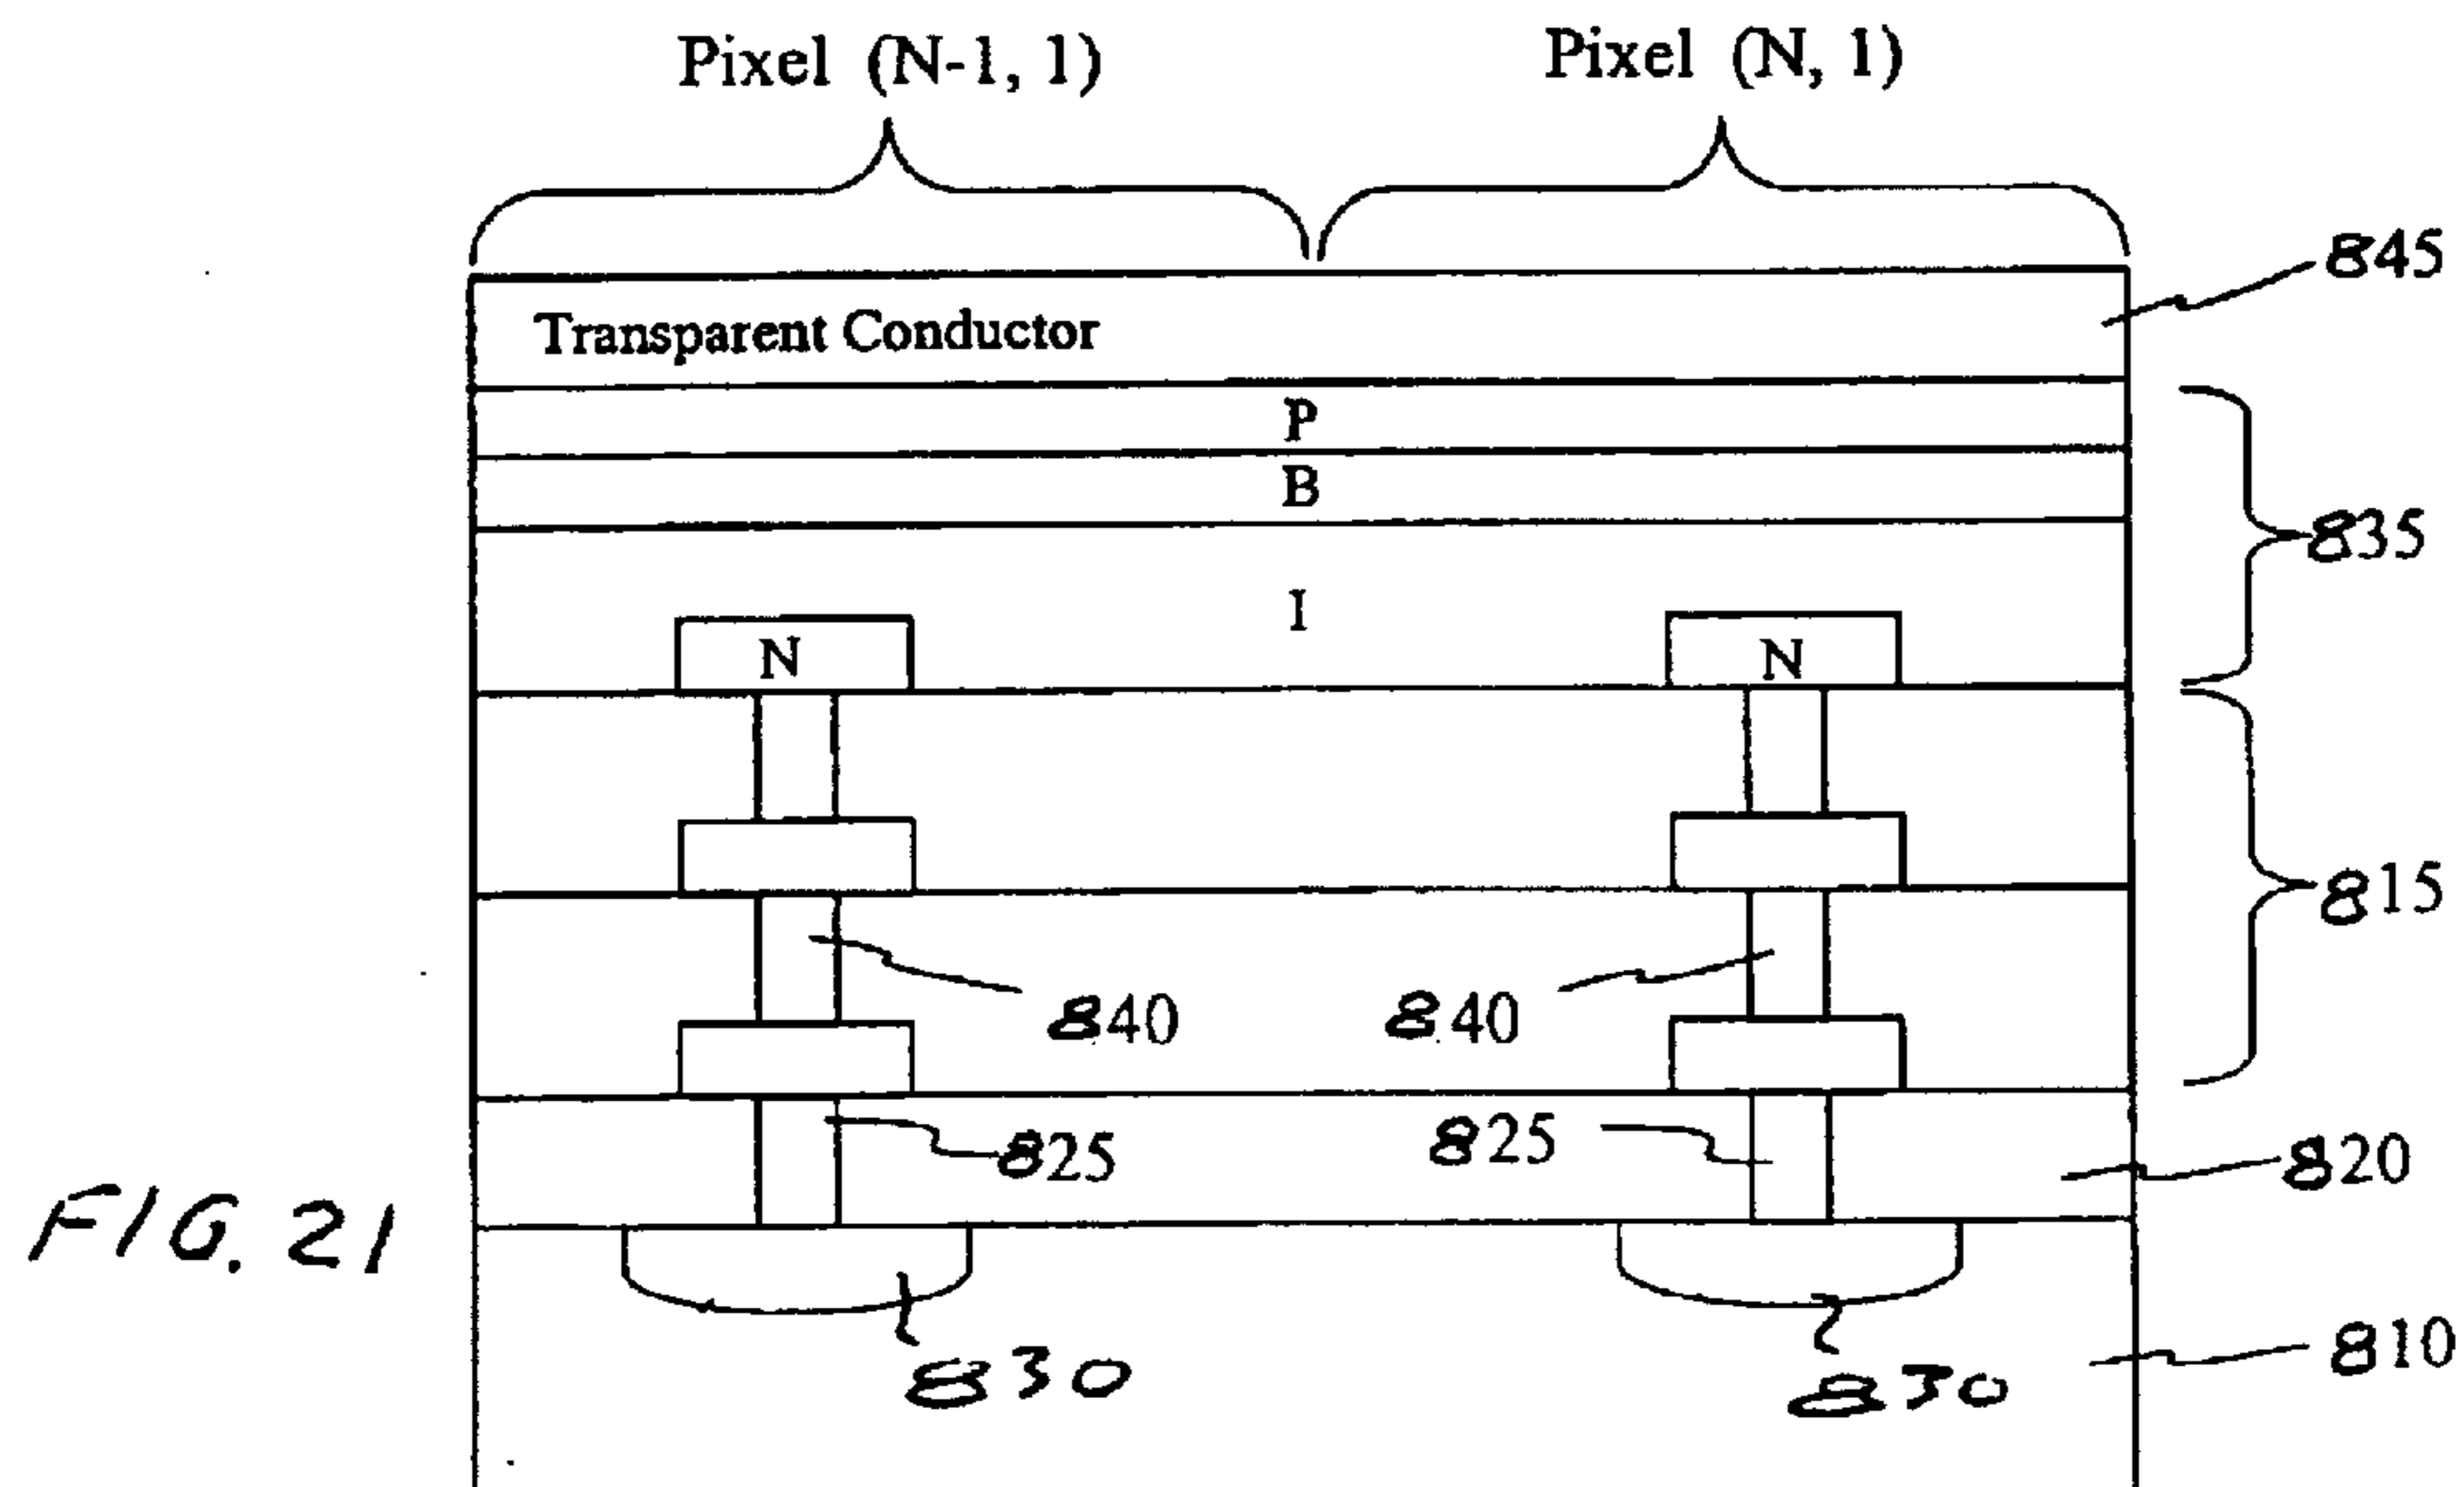 Pixel (N-1, 1) Pixel (N, 1)
845
Transparent Conductor
P
B
835
I
N N
815
840 840
825 825
820
FIG. 21
810
830 830